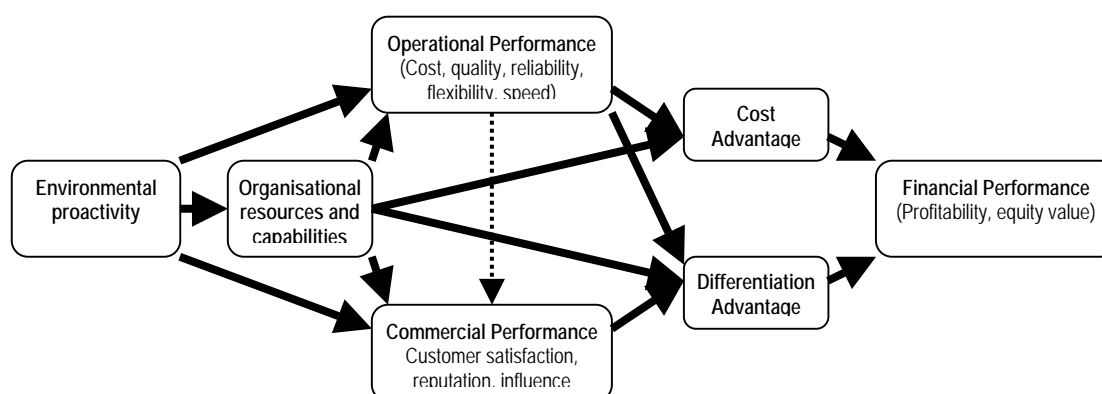 Operational Performance
(Cost, quality, reliability,
flexibility, speed)
Cost
Advantage
Environmental
proactivity
Organisational
resources and
capabilities
Financial Performance
(Profitability, equity value)
Differentiation
Advantage
Commercial Performance
Customer satisfaction,
reputation, influence